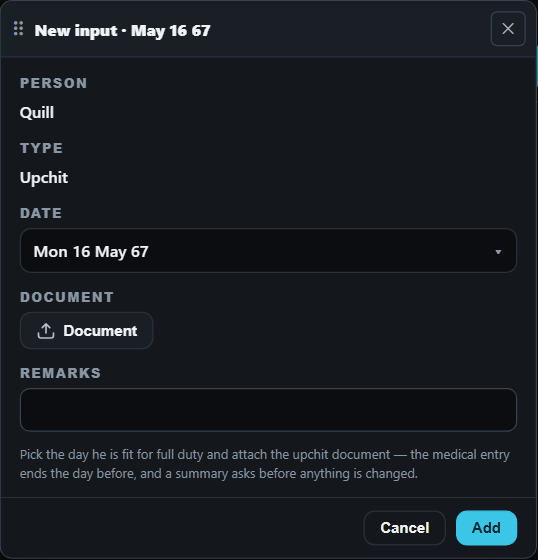 New input · May 16 67
PERSON
Quill
TYPE
Upchit
DATE
Mon 16 May 67
DOCUMENT
Document
REMARKS
Pick the day he is fit for full duty and attach the upchit document — the medical entry
ends the day before, and a summary asks before anything is changed.
Cancel
Add